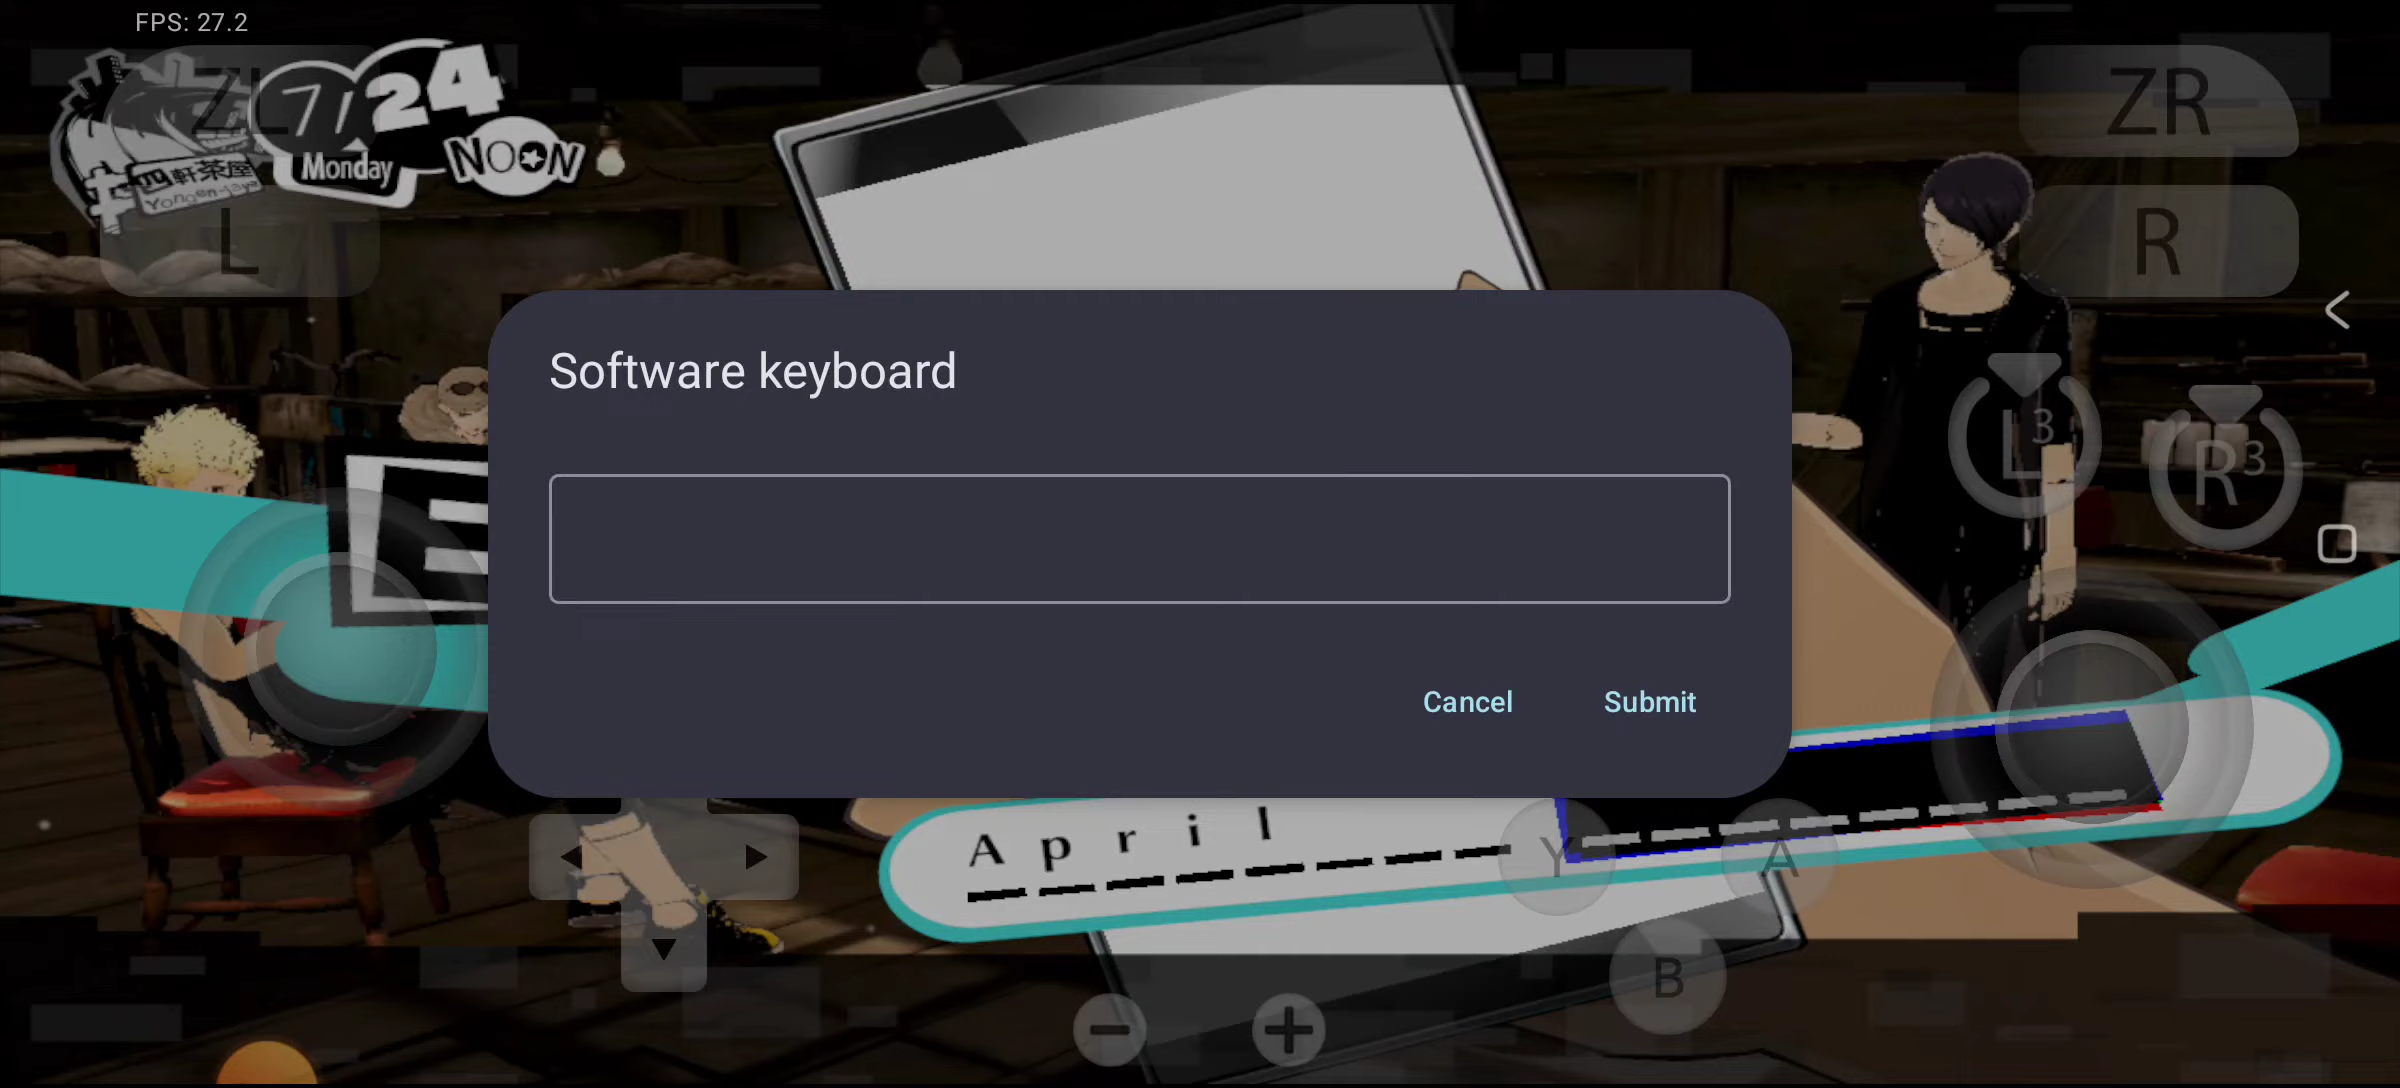 FPS: 27.2
ZL
7/24
Monday
NOON
四軒茶屋
Yongen-jaya
L
ZR
R
L3
R3
Software keyboard
E
Cancel
Submit
April
Y
A
B